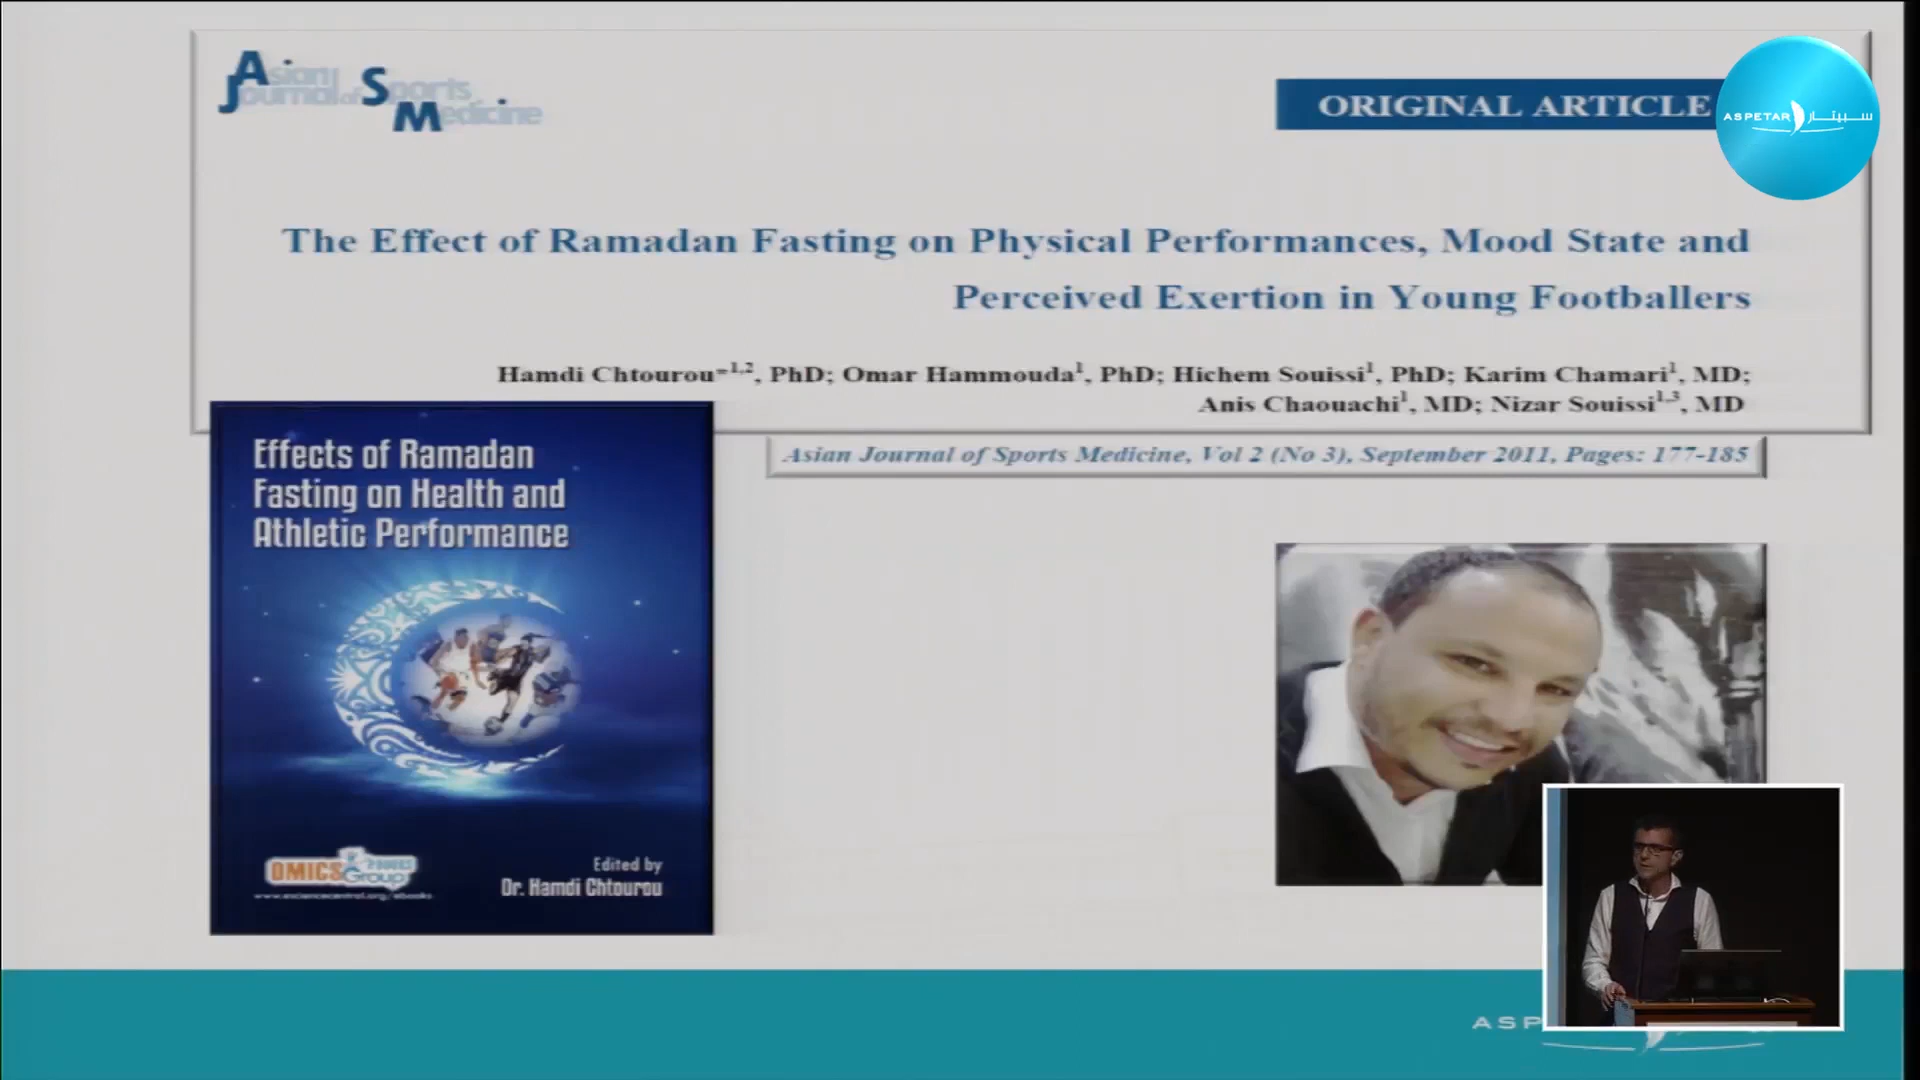 Asian
Journal of Sports
Medicine
ORIGINAL ARTICLE
ASPETAR سبيتار
The Effect of Ramadan Fasting on Physical Performances, Mood State and
Perceived Exertion in Young Footballers
Hamdi Chtourou*1,2, PhD; Omar Hammouda1, PhD; Hichem Souissi1, PhD; Karim Chamari1, MD;
Anis Chaouachi1, MD; Nizar Souissi1,3, MD
Asian Journal of Sports Medicine, Vol 2 (No 3), September 2011, Pages: 177-185
Effects of Ramadan
Fasting on Health and
Athletic Performance
OMICS Group
www.esciencecentral.org/ebooks
Edited by
Dr. Hamdi Chtourou
ASP